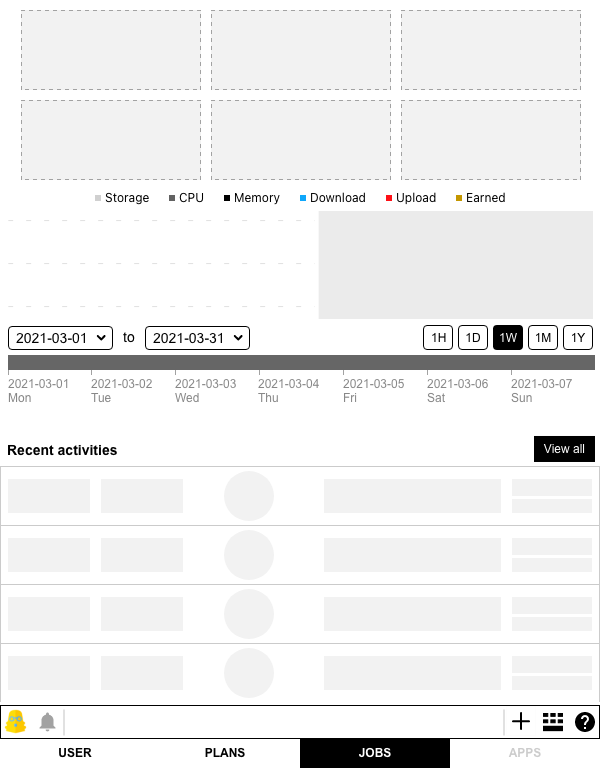 Storage CPU Memory Download Upload Earned
2021-03-01 to 2021-03-31 1H 1D 1W 1M 1Y
2021-03-01 2021-03-02 2021-03-03 2021-03-04 2021-03-05 2021-03-06 2021-03-07
Mon Tue Wed Thu Fri Sat Sun
Recent activities View all
USER PLANS JOBS APPS